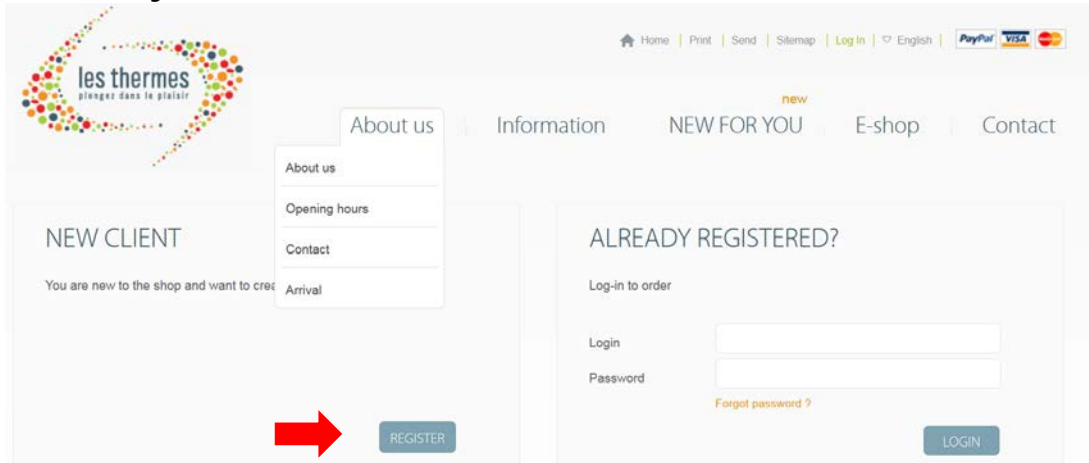 Home | Print | Send | Sitemap | Log In | English | PayPal VISA
les thermes
plongez dans le plaisir
new
About us
Information
NEW FOR YOU
E-shop
Contact
About us
Opening hours
Contact
Arrival
NEW CLIENT
You are new to the shop and want to crea
REGISTER
ALREADY REGISTERED?
Log-in to order
Login
Password
Forgot password ?
LOGIN